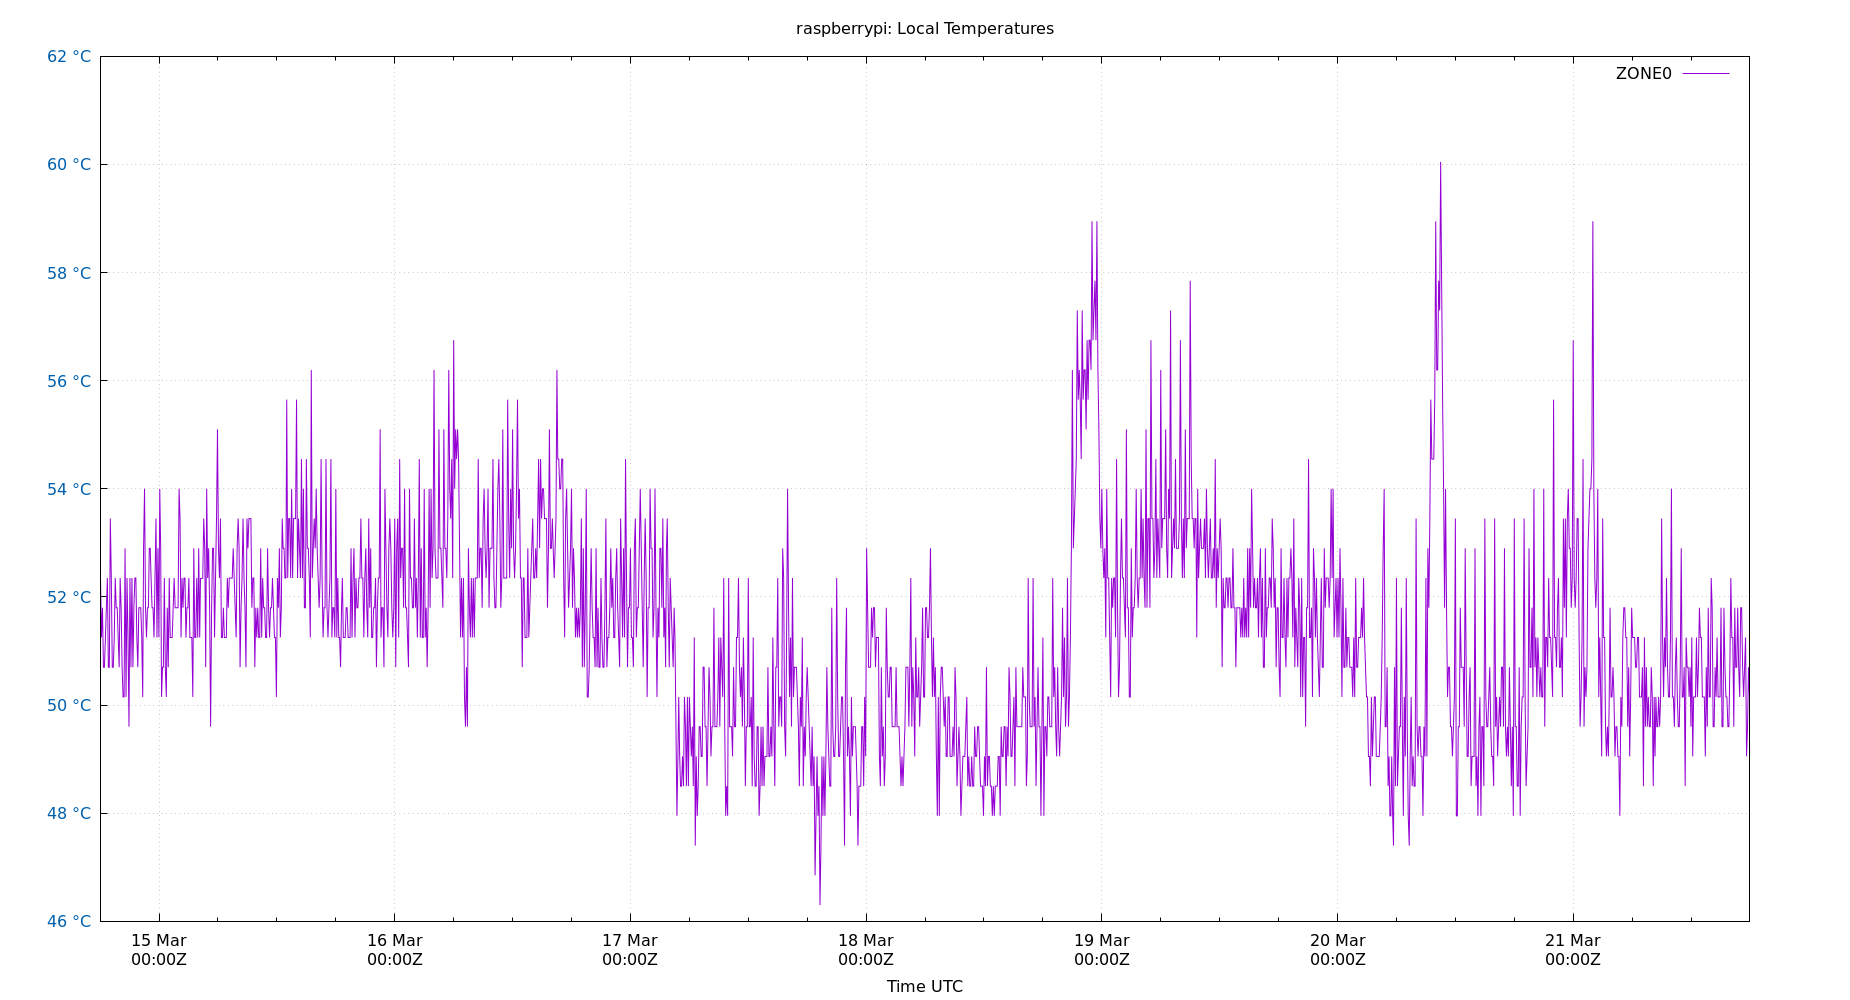 raspberrypi: Local Temperatures
ZONE0
62 °C
60 °C
58 °C
56 °C
54 °C
52 °C
50 °C
48 °C
46 °C
15 Mar 16 Mar 17 Mar 18 Mar 19 Mar 20 Mar 21 Mar
00:00Z 00:00Z 00:00Z 00:00Z 00:00Z 00:00Z 00:00Z
Time UTC